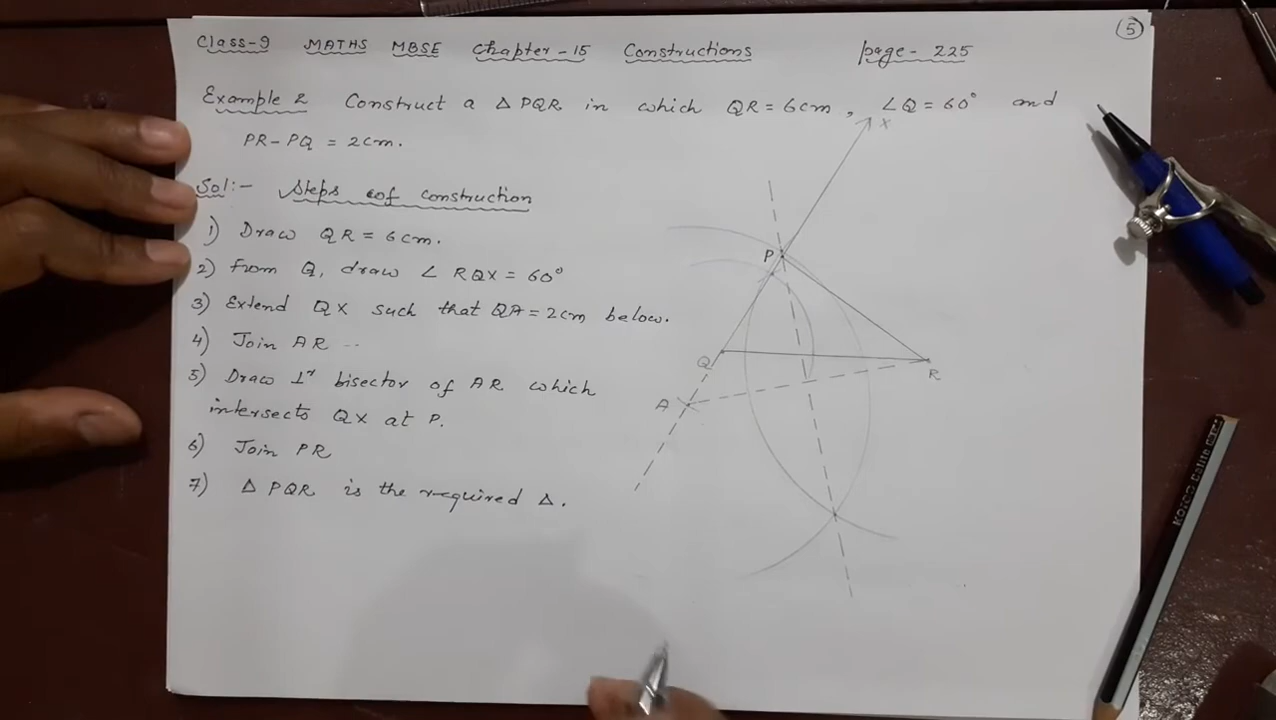 5
Class-9 MATHS MBSE Chapter-15 Constructions page-225
Example 2 Construct a △ PQR in which QR = 6cm, ∠Q = 60° and
PR-PQ = 2cm.
Sol:- Steps of construction
1) Draw QR = 6cm.
2) From Q, draw ∠ RQX = 60°
3) Extend QX such that QA = 2cm below.
4) Join AR --
5) Draw ⊥r bisector of AR which
intersects QX at P.
6) Join PR
7) △ PQR is the required △.
X
P
Q
R
A